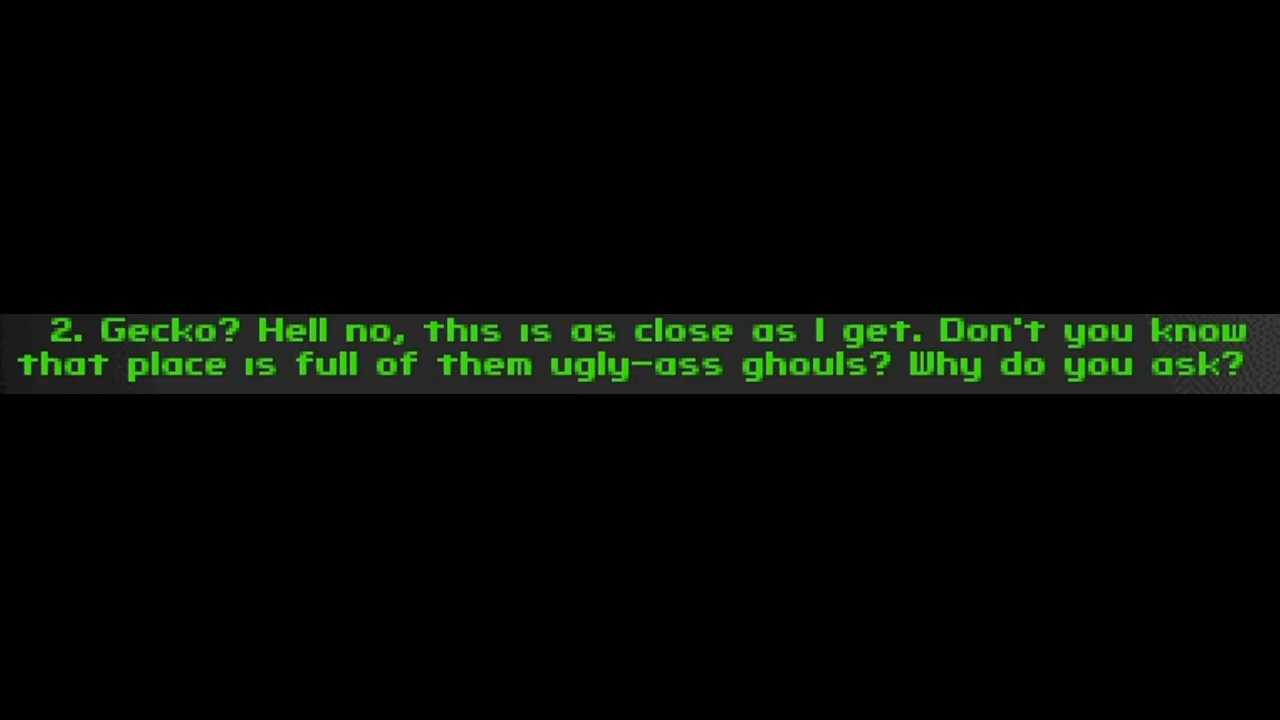 2. Gecko? Hell no, this is as close as I get. Don't you know
that place is full of them ugly-ass ghouls? Why do you ask?